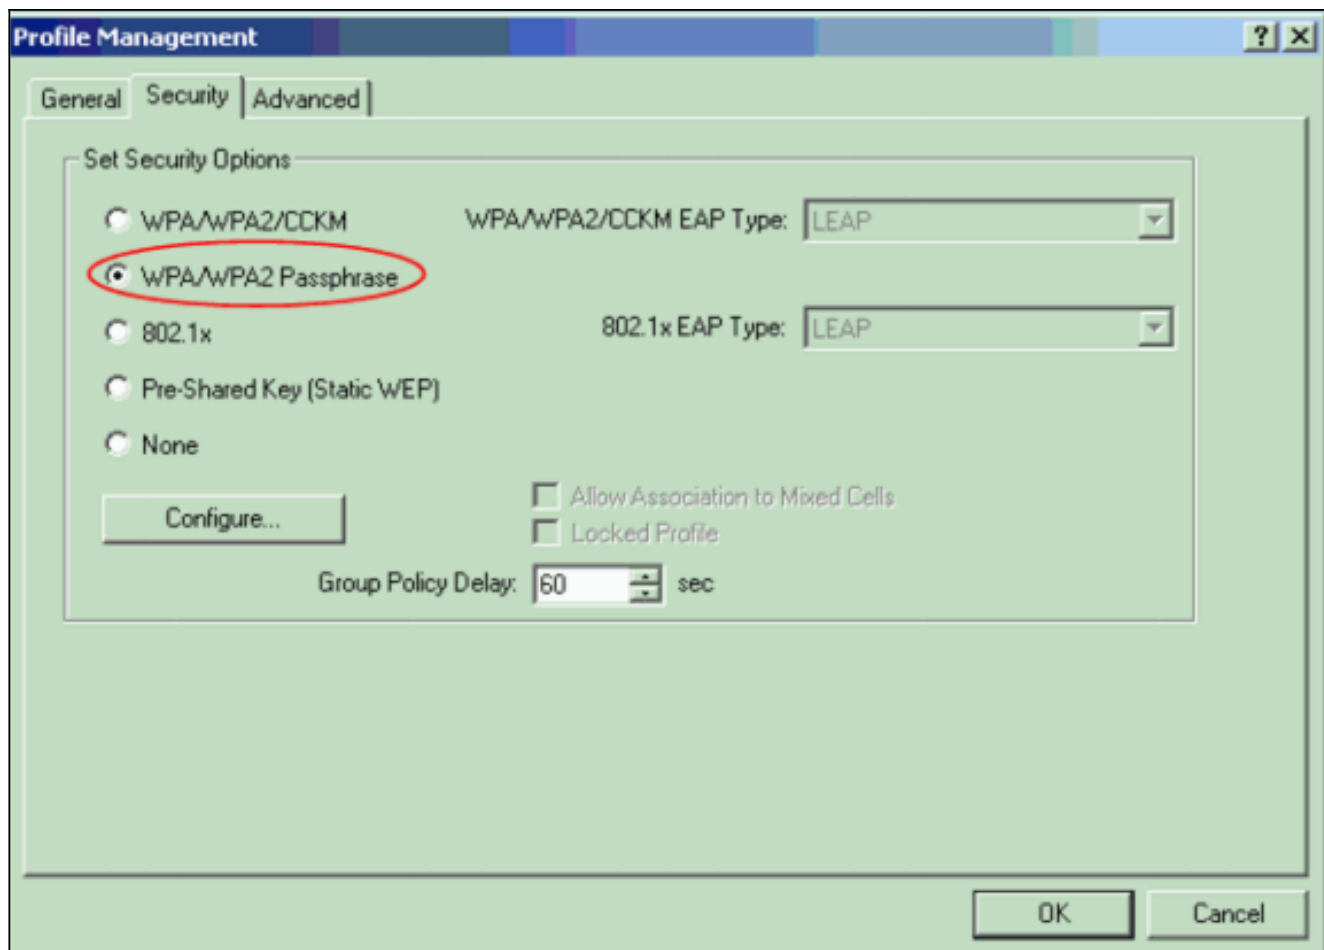 Profile Management
General Security Advanced
Set Security Options
WPA/WPA2/CCKM WPA/WPA2/CCKM EAP Type: LEAP
WPA/WPA2 Passphrase
802.1x 802.1x EAP Type: LEAP
Pre-Shared Key (Static WEP)
None
Allow Association to Mixed Cells
Configure...
Locked Profile
Group Policy Delay: 60 sec
OK Cancel